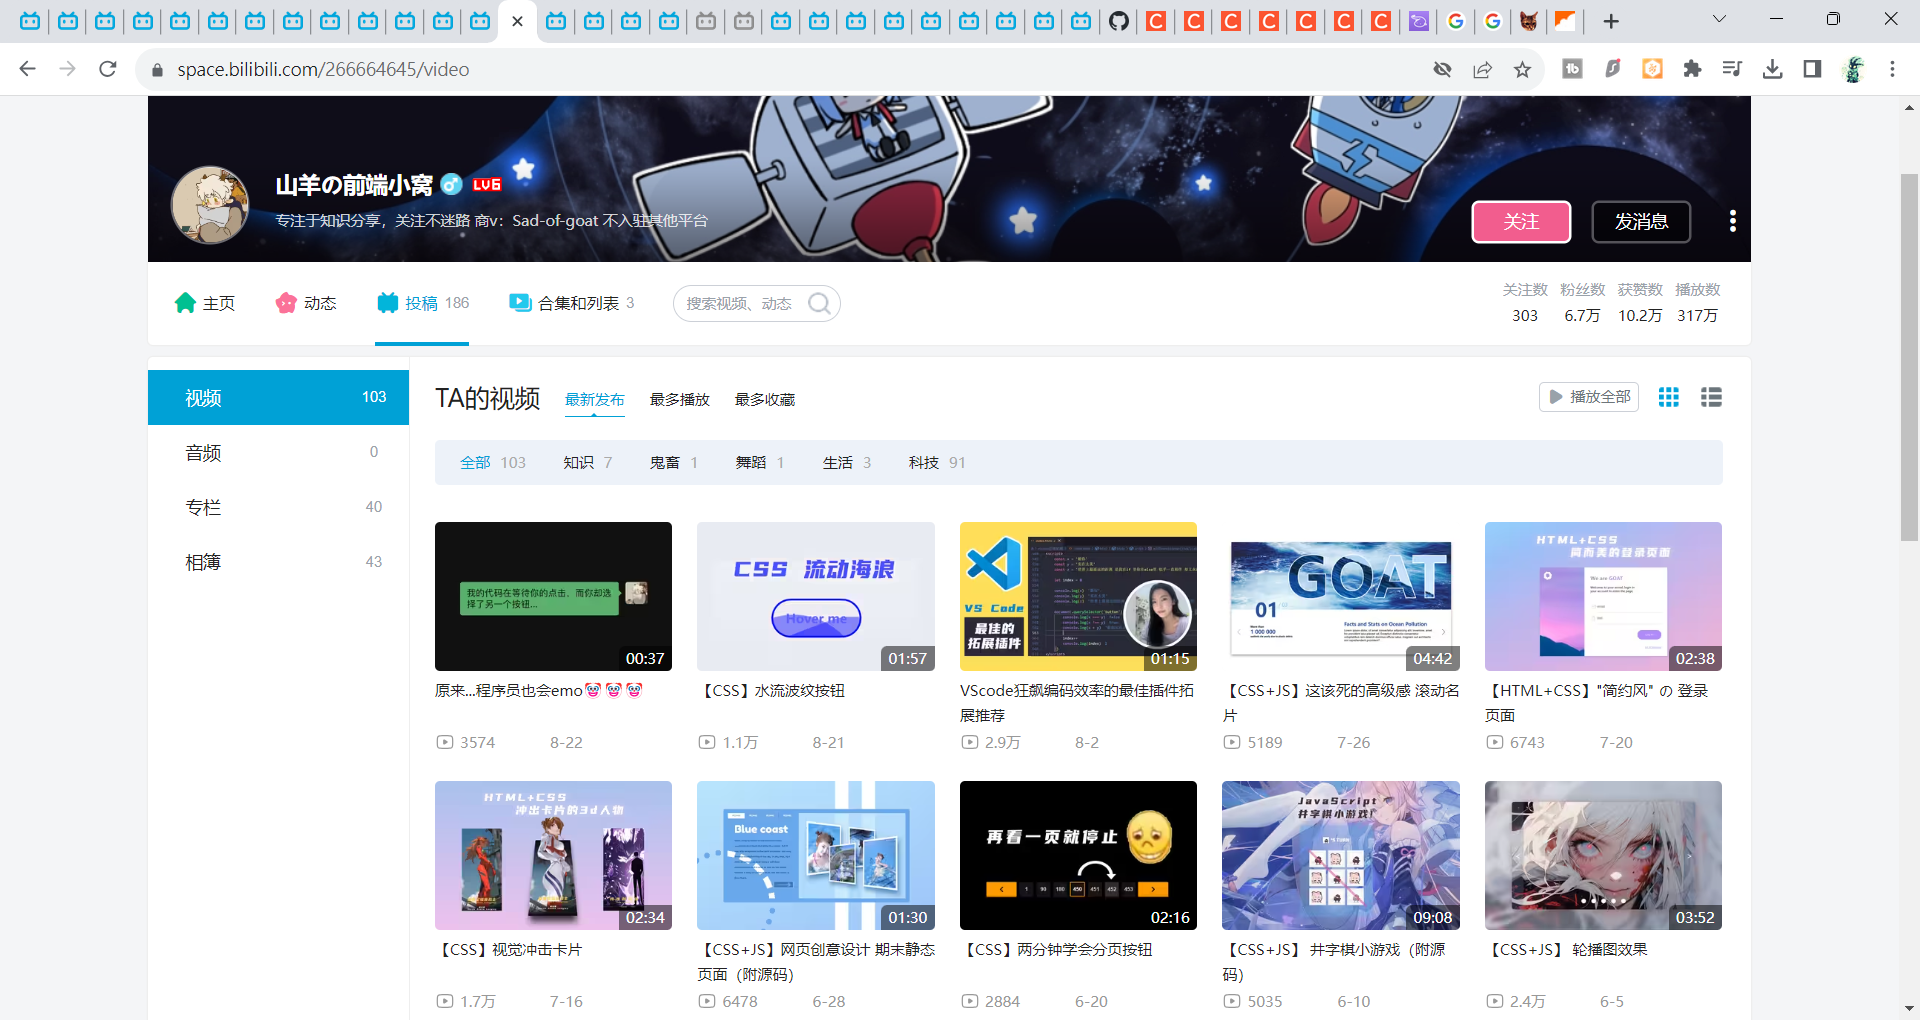 space.bilibili.com/266664645/video
山羊の前端小窝 LV6
专注于知识分享，关注不迷路 商v：Sad-of-goat 不入驻其他平台
关注
发消息
主页
动态
投稿 186
合集和列表 3
搜索视频、动态
关注数 粉丝数 获赞数 播放数
303 6.7万 10.2万 317万
视频 103
音频 0
专栏 40
相簿 43
TA的视频 最新发布 最多播放 最多收藏
播放全部
全部 103 知识 7 鬼畜 1 舞蹈 1 生活 3 科技 91
我的代码在等待你的点击，而你却选
择了另一个按钮...
00:37
原来...程序员也会emo🤡🤡🤡
3574 8-22
CSS 流动海浪
Hover me
01:57
【CSS】水流波纹按钮
1.1万 8-21
VS Code
最佳的
拓展插件
01:15
VScode狂飙编码效率的最佳插件拓
展推荐
2.9万 8-2
GOAT
01
1 000 000
Facts and Stats on Ocean Pollution
04:42
【CSS+JS】这该死的高级感 滚动名
片
5189 7-26
HTML+CSS
简而美的登录页面
We are GOAT
02:38
【HTML+CSS】"简约风" の 登录
页面
6743 7-20
HTML+CSS
冲出卡片的3d人物
02:34
【CSS】视觉冲击卡片
1.7万 7-16
Blue coast
01:30
【CSS+JS】网页创意设计 期末静态
页面（附源码）
6478 6-28
再看一页就停止
1 90 180 450 451 452 453
02:16
【CSS】两分钟学会分页按钮
2884 6-20
JavaScript
井字棋小游戏
09:08
【CSS+JS】 井字棋小游戏（附源
码）
5035 6-10
03:52
【CSS+JS】 轮播图效果
2.4万 6-5